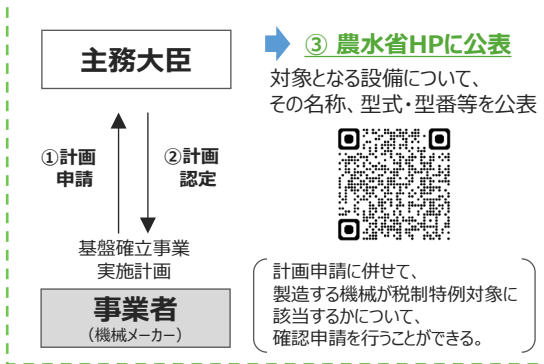 主務大臣
①計画
申請
②計画
認定
基盤確立事業
実施計画
事業者
（機械メーカー）
③ 農水省HPに公表
対象となる設備について、
その名称、型式・型番等を公表
計画申請に併せて、
製造する機械が税制特例対象に
該当するかについて、
確認申請を行うことができる。